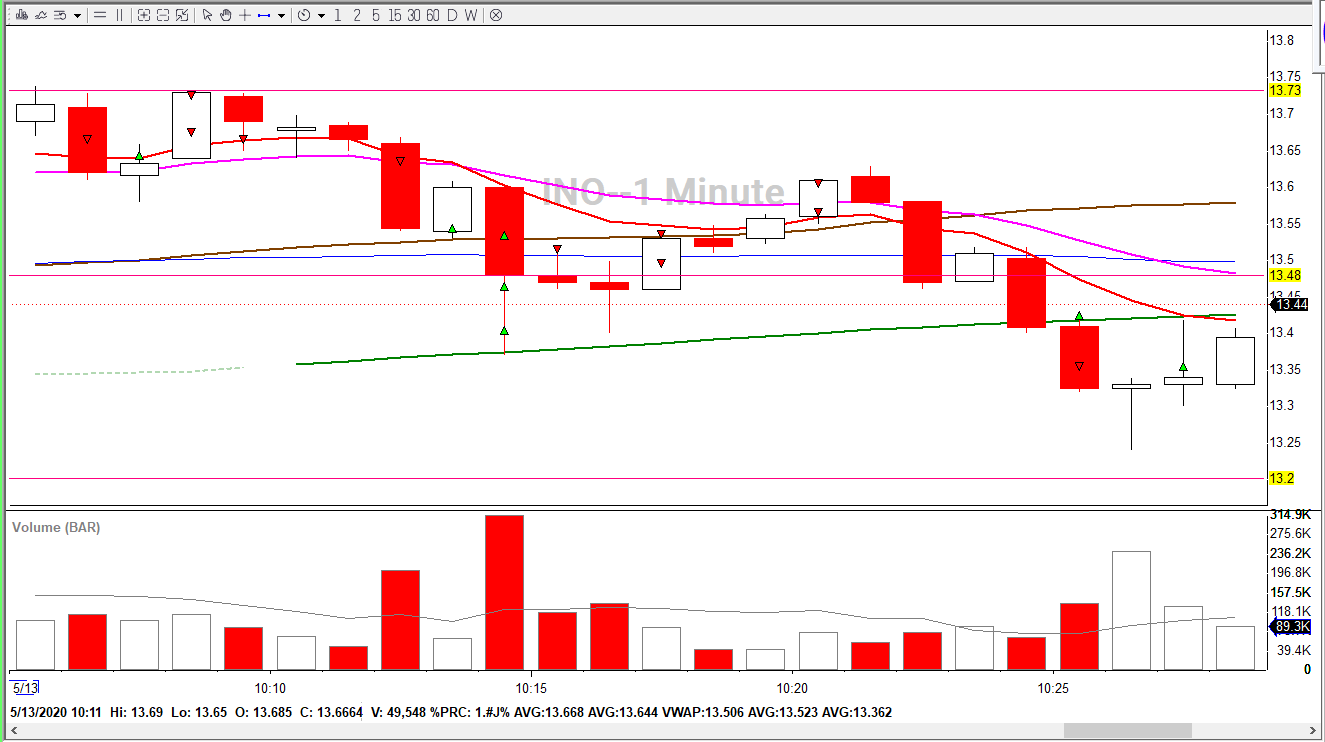 1 2 5 15 30 60 D W
INO--1 Minute
13.8
13.75
13.73
13.7
13.65
13.6
13.55
13.5
13.48
13.45
13.44
13.4
13.35
13.3
13.25
13.2
Volume (BAR)
314.9K
275.6K
236.2K
196.8K
157.5K
118.1K
89.3K
39.4K
0
5/13 10:10 10:15 10:20 10:25
5/13/2020 10:11 Hi: 13.69 Lo: 13.65 O: 13.685 C: 13.6664 V: 49,548 %PRC: 1.#J% AVG:13.668 AVG:13.644 VWAP:13.506 AVG:13.523 AVG:13.362